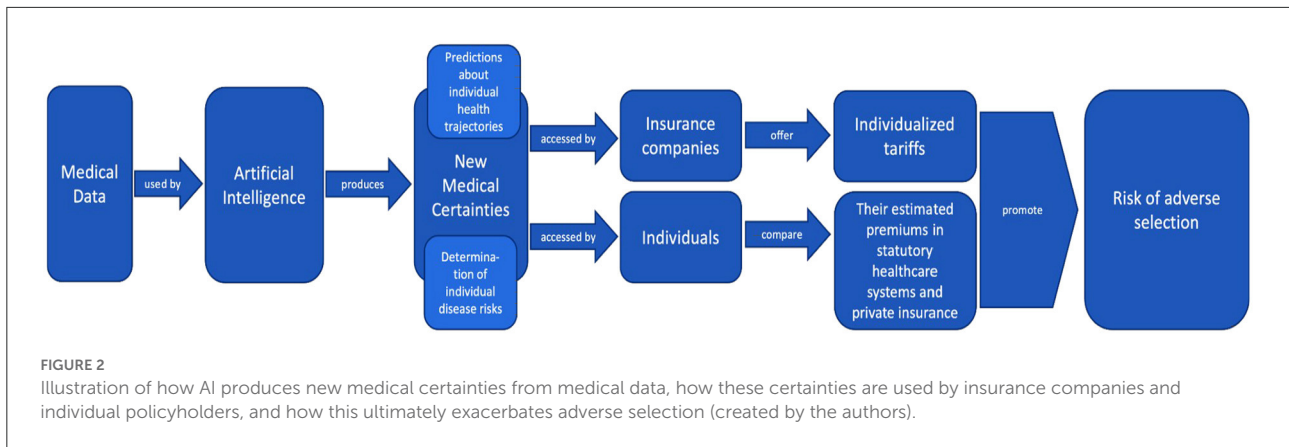 Medical
Data
used by
Artificial
Intelligence
produces
Predictions
about
individual
health
trajectories
New
Medical
Certainties
Determina-
tion of
individual
disease risks
accessed by
Insurance
companies
offer
Individualized
tariffs
accessed by
Individuals
compare
Their estimated
premiums in
statutory
healthcare
systems and
private insurance
promote
Risk of adverse
selection
FIGURE 2
Illustration of how AI produces new medical certainties from medical data, how these certainties are used by insurance companies and
individual policyholders, and how this ultimately exacerbates adverse selection (created by the authors).